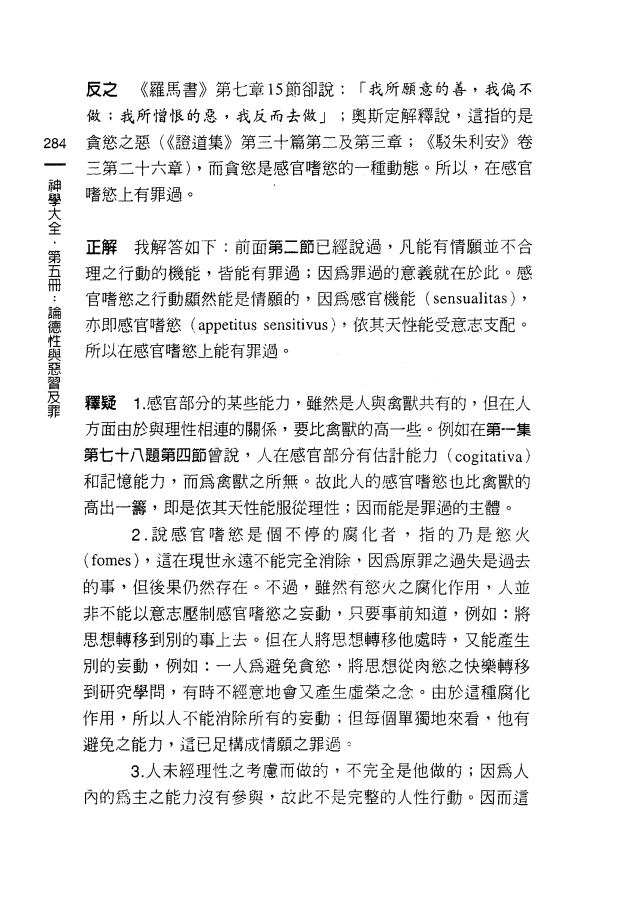 反之　《羅馬書》第七章15節卻說：「我所願意的善，我偏不
做；我所憎恨的惡，我反而去做」；奧斯定解釋說，這指的是
貪慾之惡（《證道集》第三十篇第二及第三章；《駁朱利安》卷
三第二十六章），而貪慾是感官嗜慾的一種動態。所以，在感官
嗜慾上有罪過。
正解　我解答如下：前面第二節已經說過，凡能有情願並不合
理之行動的機能，皆能有罪過；因爲罪過的意義就在於此。感
官嗜慾之行動顯然能是情願的，因爲感官機能（sensualitas），
亦即感官嗜慾（appetitus sensitivus），依其天性能受意志支配。
所以在感官嗜慾上能有罪過。
釋疑　1.感官部分的某些能力，雖然是人與禽獸共有的，但在人
方面由於與理性相連的關係，要比禽獸的高一些。例如在第一集
第七十八題第四節曾說，人在感官部分有估計能力（cogitativa）
和記憶能力，而爲禽獸之所無。故此人的感官嗜慾也比禽獸的
高出一籌，即是依其天性能服從理性；因而能是罪過的主體。
2.說感官嗜慾是個不停的腐化者，指的乃是慾火
（fomes），這在現世永遠不能完全消除，因爲原罪之過失是過去
的事，但後果仍然存在。不過，雖然有慾火之腐化作用，人並
非不能以意志壓制感官嗜慾之妄動，只要事前知道，例如：將
思想轉移到別的事上去。但在人將思想轉移他處時，又能產生
別的妄動，例如：一人爲避免貪慾，將思想從肉慾之快樂轉移
到研究學問，有時不經意地會又產生虛榮之念。由於這種腐化
作用，所以人不能消除所有的妄動；但每個單獨地來看，他有
避免之能力，這已足構成情願之罪過。
3.人未經理性之考慮而做的，不完全是他做的；因爲人
內的爲主之能力沒有參與，故此不是完整的人性行動。因而這
284
神學大全．第五冊：論德性與惡習及罪